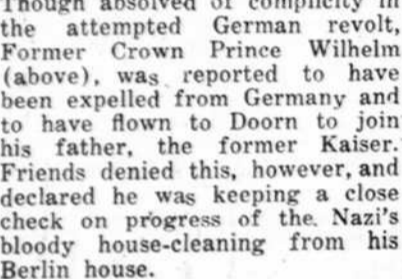 Though absolved of complicity in
the attempted German revolt,
Former Crown Prince Wilhelm
(above), was reported to have
been expelled from Germany and
to have flown to Doorn to join
his father, the former Kaiser.
Friends denied this, however, and
declared he was keeping a close
check on progress of the Nazi's
bloody house-cleaning from his
Berlin house.